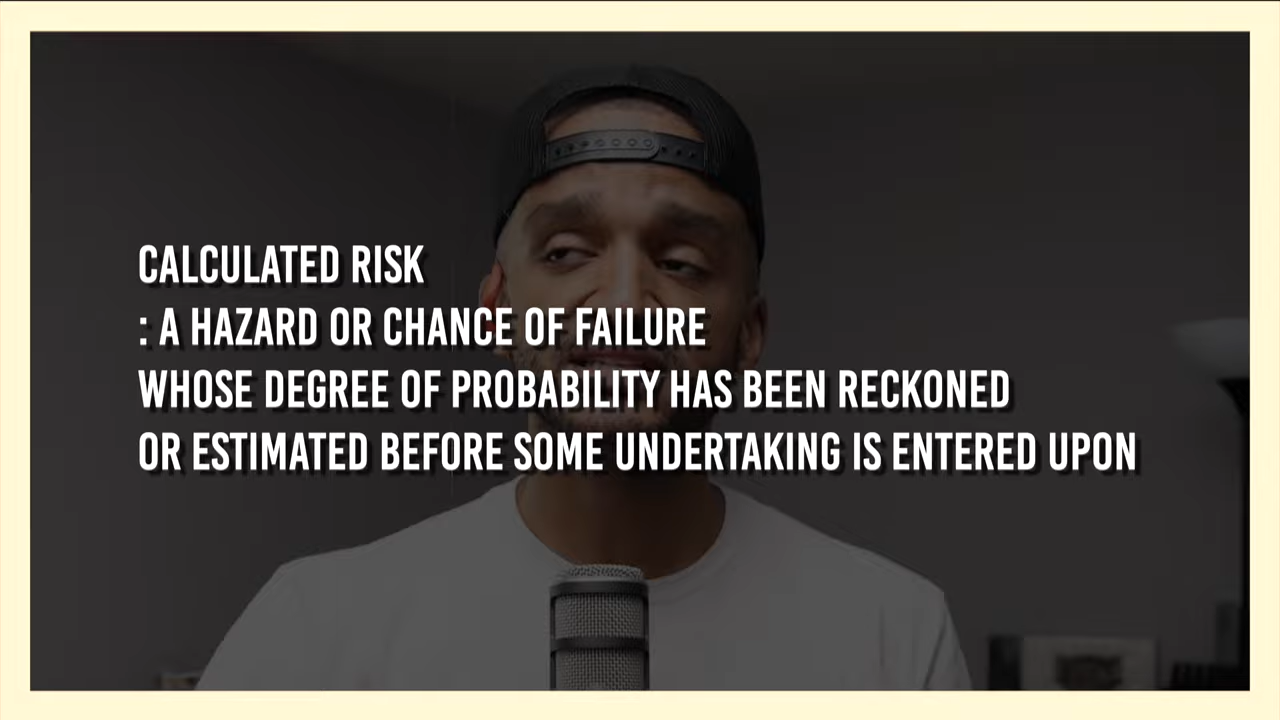 CALCULATED RISK
: A HAZARD OR CHANCE OF FAILURE
WHOSE DEGREE OF PROBABILITY HAS BEEN RECKONED
OR ESTIMATED BEFORE SOME UNDERTAKING IS ENTERED UPON